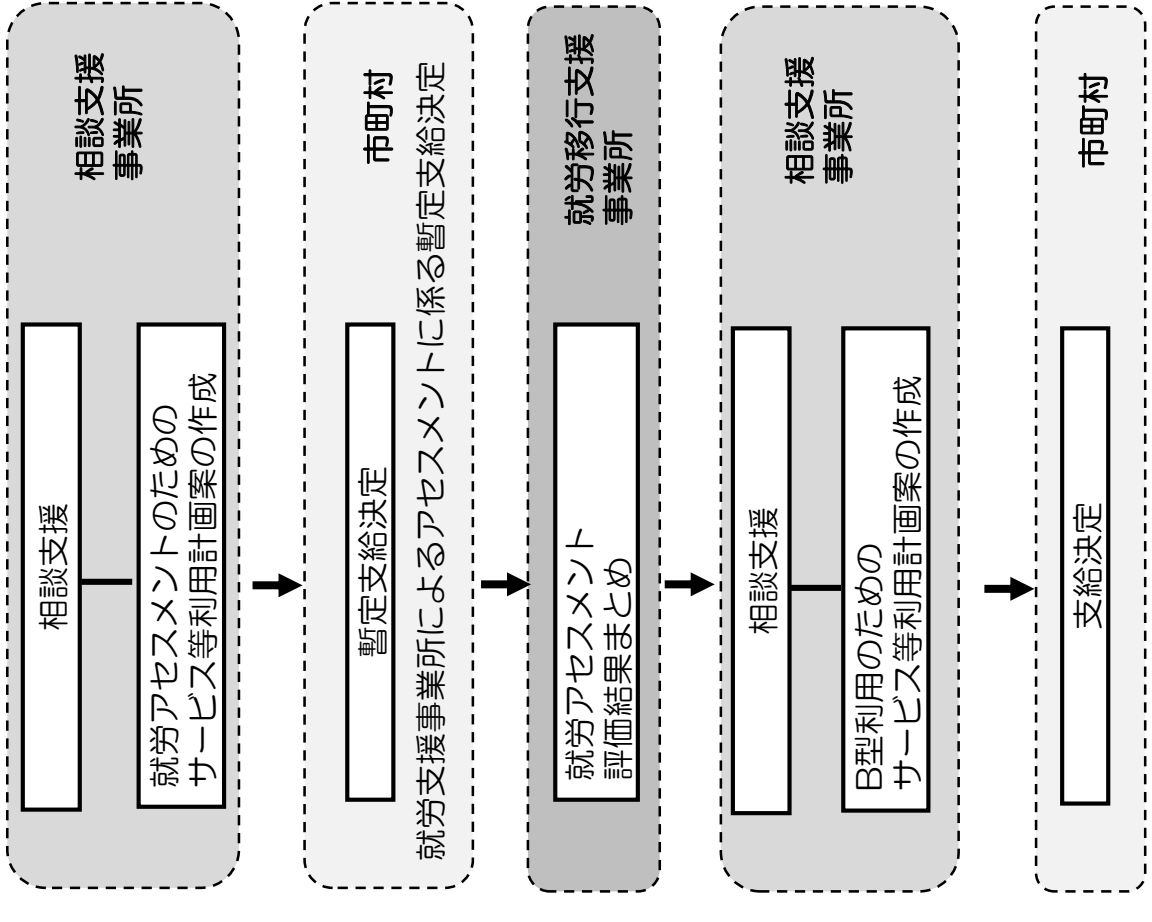 相談支援
事業所
相談支援
就労アセスメントのための
サービス等利用計画案の作成
市町村
暫定支給決定
就労支援事業所によるアセスメントに係る暫定支給決定
就労移行支援
事業所
就労アセスメント
評価結果まとめ
相談支援
事業所
相談支援
B型利用のための
サービス等利用計画案の作成
市町村
支給決定